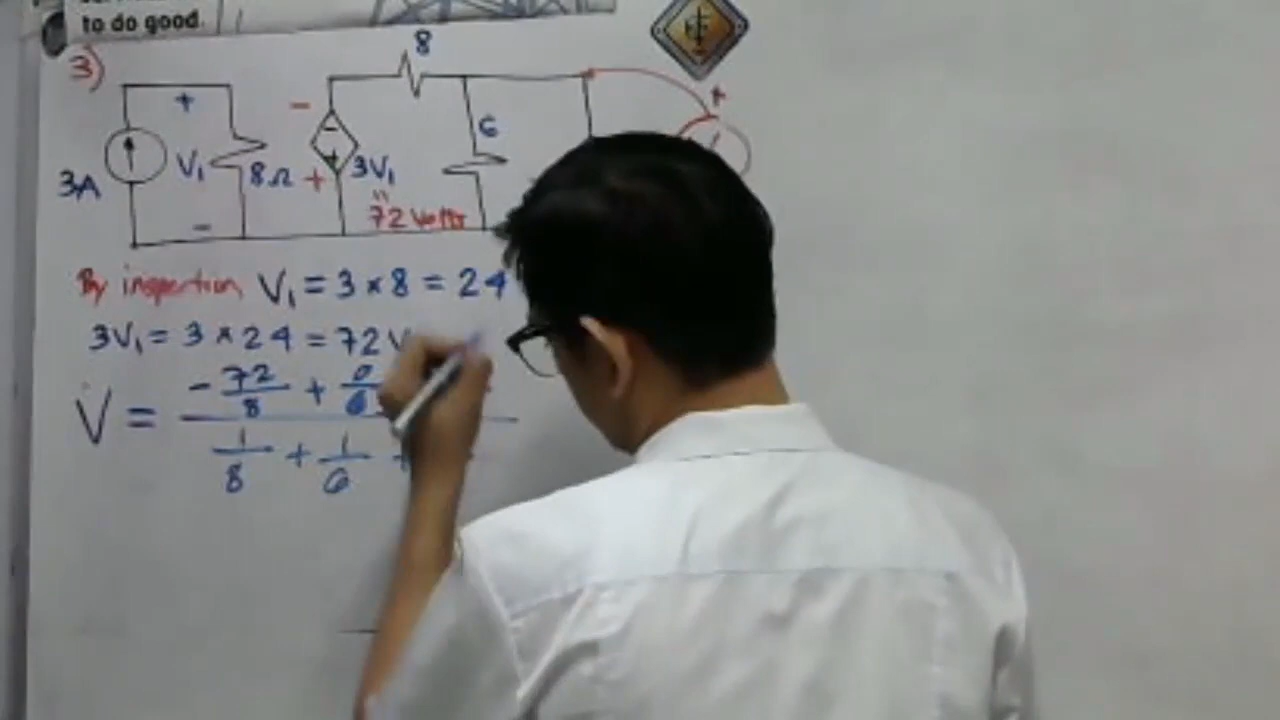 to do good.
3)
8
+
-
-
+
6
3A
V₁
8Ω
+
3V₁
"
72 Volts
-
By inspection, V₁ = 3 × 8 = 24
3V₁ = 3 × 24 = 72 V
V = (-72/8 + 0/6) / (1/8 + 1/6 +